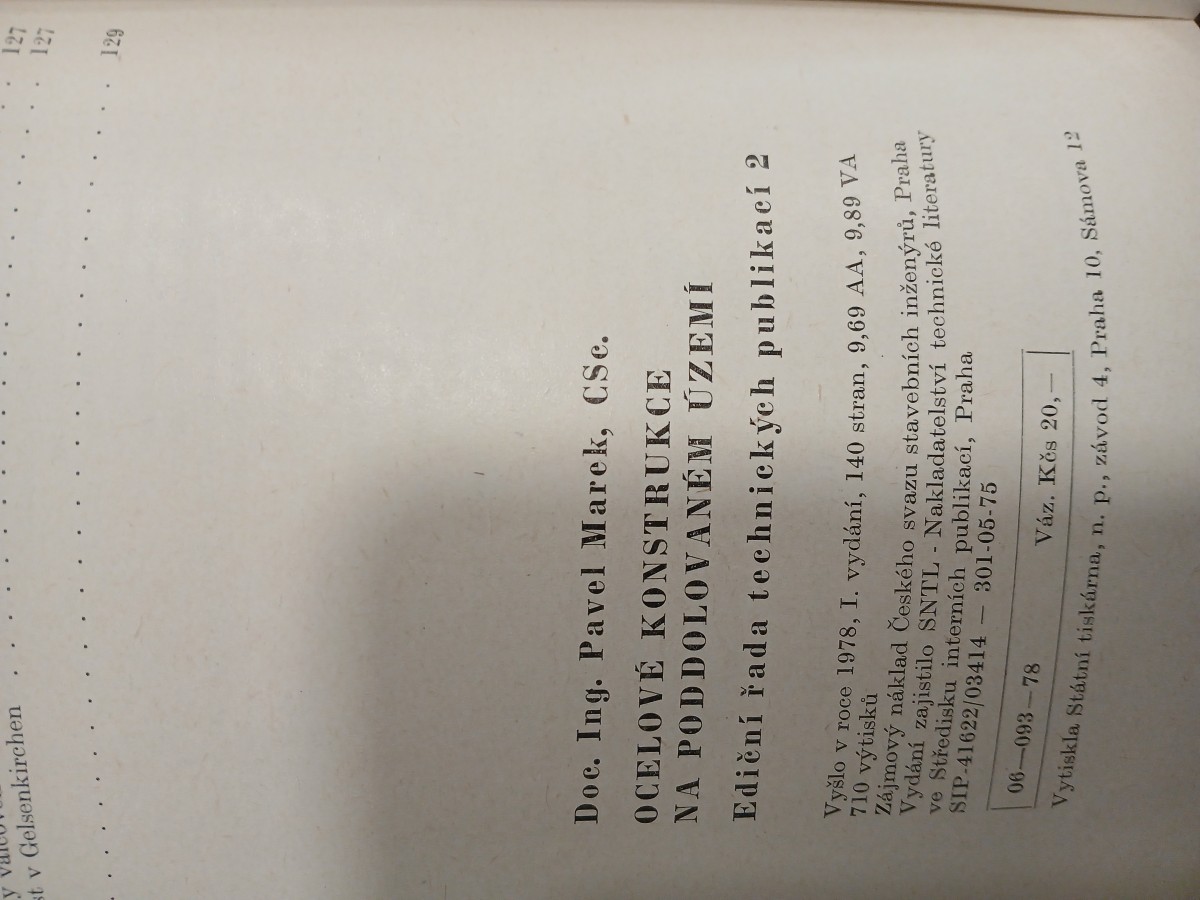 127
st v Gelsenkirchen . . . . . . . . . . 127
. . . . . . . . . . . . 129
Doc. Ing. Pavel Marek, CSc.
OCELOVÉ KONSTRUKCE
NA PODDOLOVANÉM ÚZEMÍ
Ediční řada technických publikací 2
Vyšlo v roce 1978, I. vydání, 140 stran, 9,69 AA, 9,89 VA
710 výtisků
Zájmový náklad Českého svazu stavebních inženýrů, Praha
Vydání zajistilo SNTL - Nakladatelství technické literatury
ve Středisku interních publikací, Praha
SIP-41622/03414 — 301-05-75
06—093—78 Váz. Kčs 20,—
Vytiskla Státní tiskárna, n. p., závod 4, Praha 10, Sámova 12